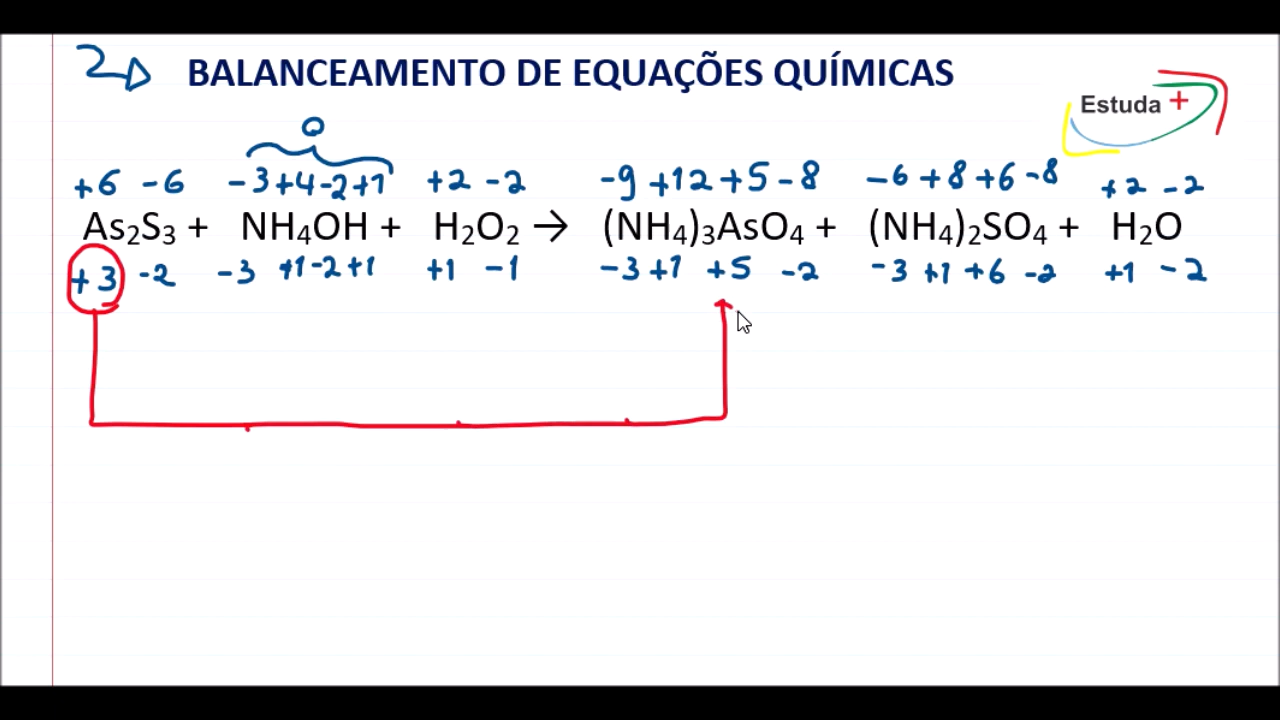 2→ BALANCEAMENTO DE EQUAÇÕES QUÍMICAS
Estuda +
0
+6 -6 -3+4-2+1 +2 -2 -9 +12 +5 -8 -6 +8 +6 -8 +2 -2
As₂S₃ + NH₄OH + H₂O₂ → (NH₄)₃AsO₄ + (NH₄)₂SO₄ + H₂O
+3 -2 -3 +1 -2 +1 +1 -1 -3 +1 +5 -2 -3 +1 +6 -2 +1 -2